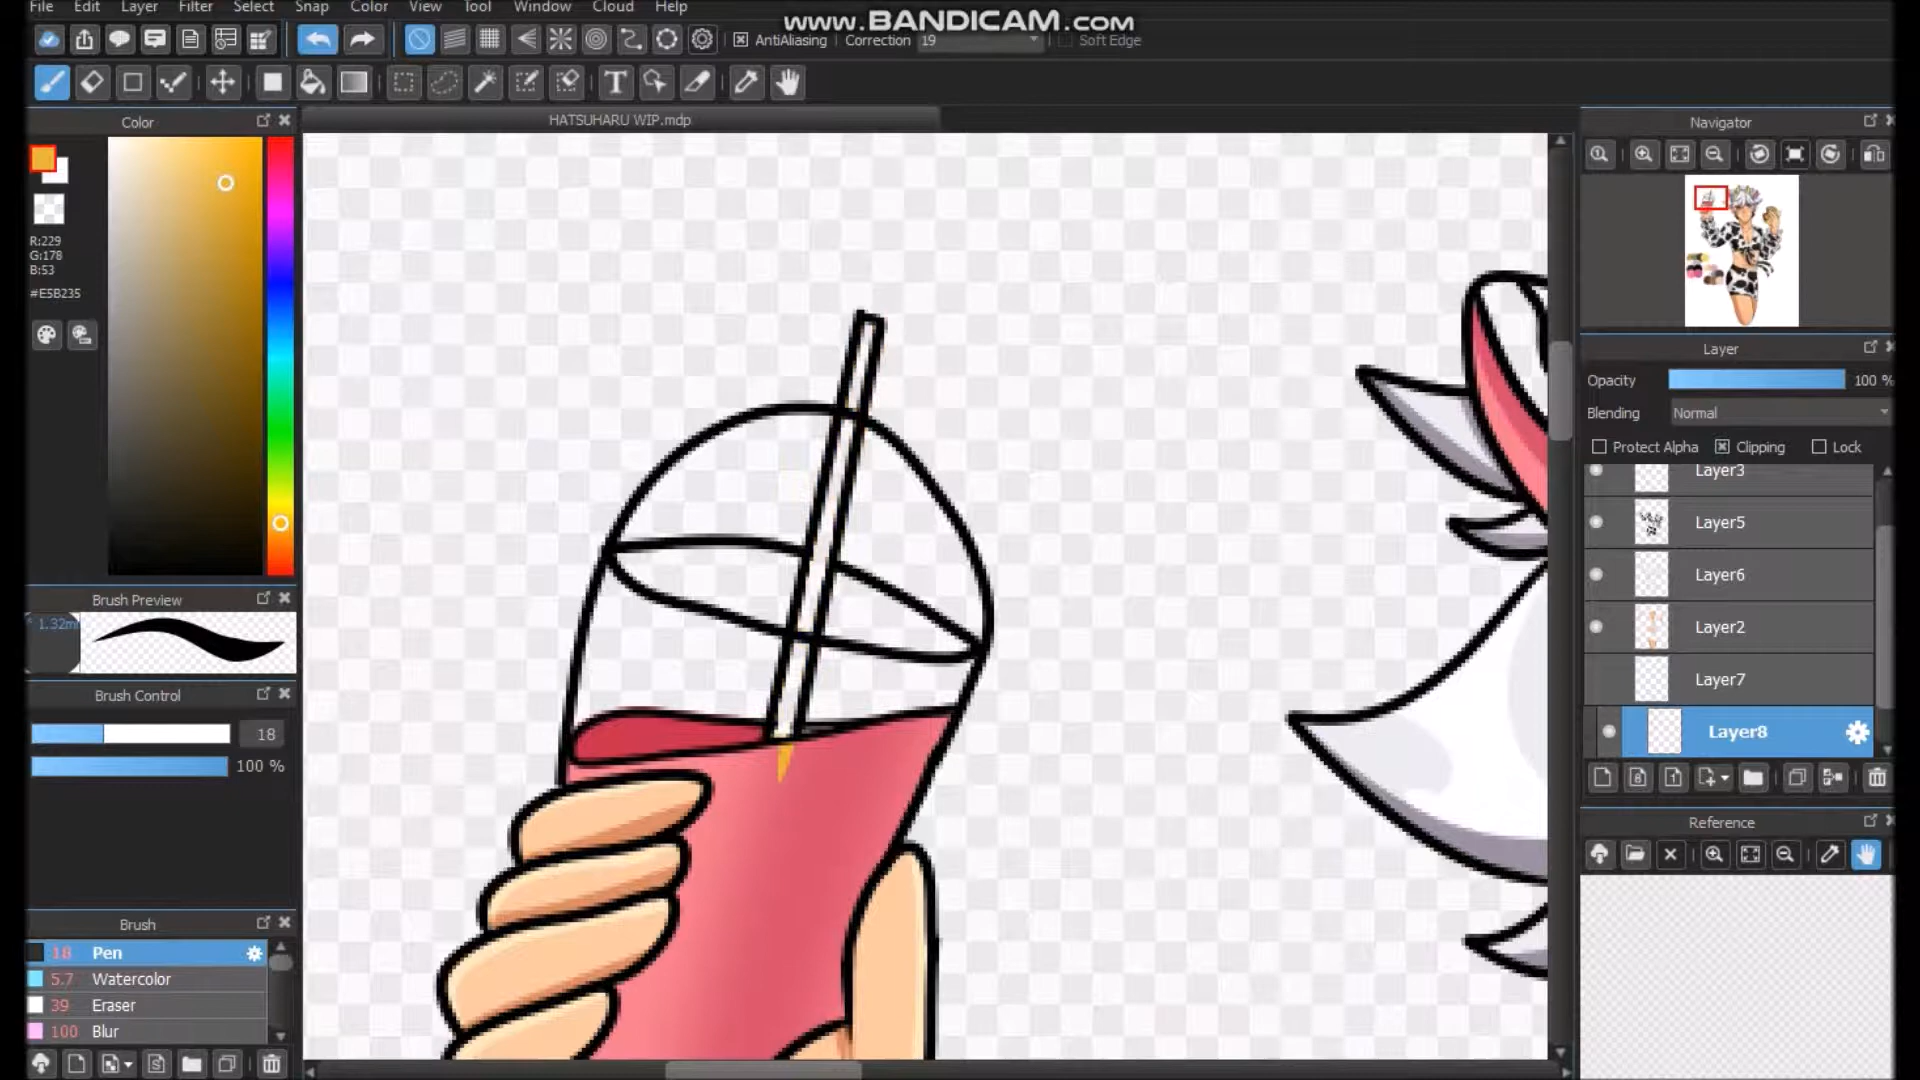 File Edit Layer Filter Select Snap Color View Tool Window Cloud Help
www.BANDICAM.com
AntiAliasing Correction 19 Soft Edge
T
Color
HATSUHARU WIP.mdp
Navigator
R:229
G:178
B:53
#E5B235
Layer
Opacity 100 %
Blending Normal
Protect Alpha Clipping Lock
Layer3
Layer5
Layer6
Layer2
Layer7
Layer8
Brush Preview
Brush Control
18
100 %
Reference
Brush
18 Pen
5.7 Watercolor
39 Eraser
100 Blur